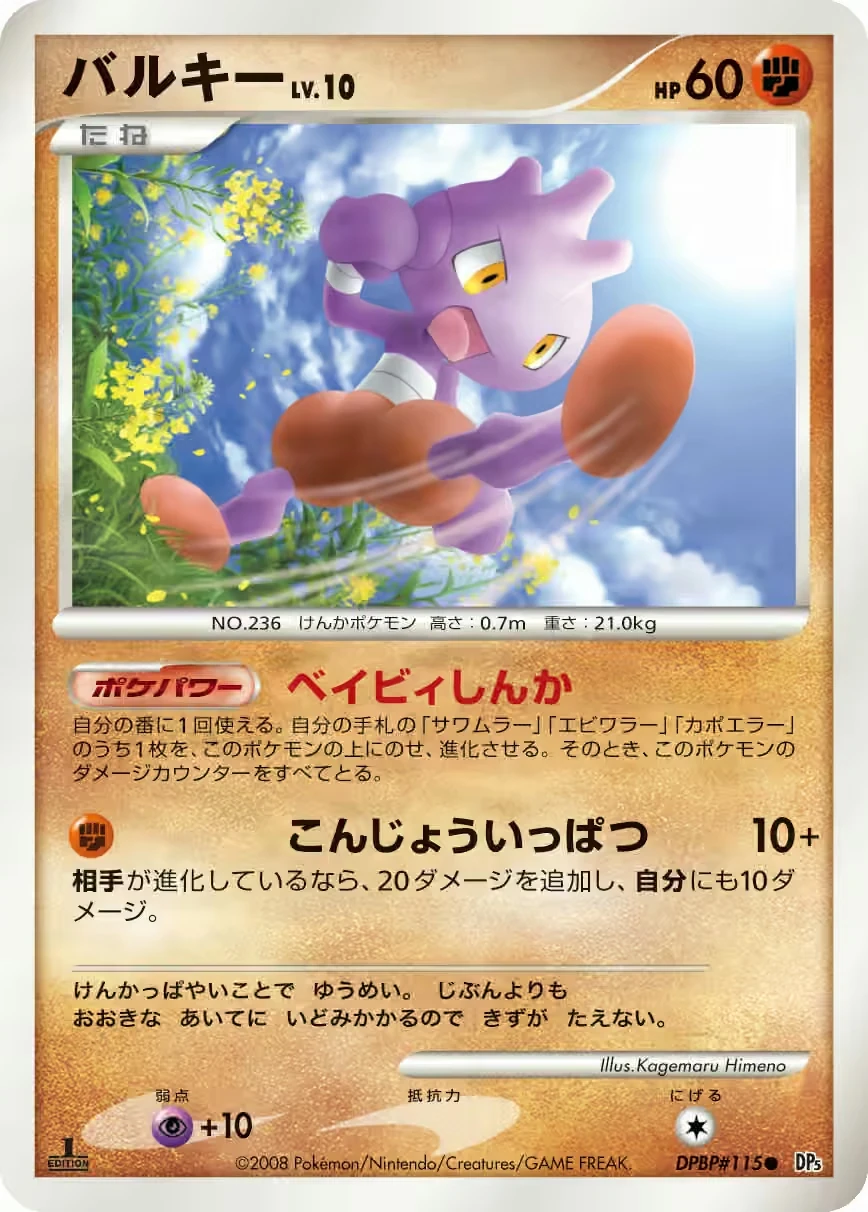 バルキー LV.10 HP60
たね
NO.236 けんかポケモン 高さ：0.7m 重さ：21.0kg
ポケパワー ベイビィしんか
自分の番に1回使える。自分の手札の「サワムラー」「エビワラー」「カポエラー」
のうち1枚を、このポケモンの上にのせ、進化させる。そのとき、このポケモンの
ダメージカウンターをすべてとる。
こんじょういっぱつ 10+
相手が進化しているなら、20ダメージを追加し、自分にも10ダ
メージ。
けんかっぱやいことで ゆうめい。 じぶんよりも
おおきな あいてに いどみかかるので きずが たえない。
Illus.Kagemaru Himeno
弱点 抵抗力 にげる
+10
1 EDITION ©2008 Pokémon/Nintendo/Creatures/GAME FREAK. DPBP#115 DP5